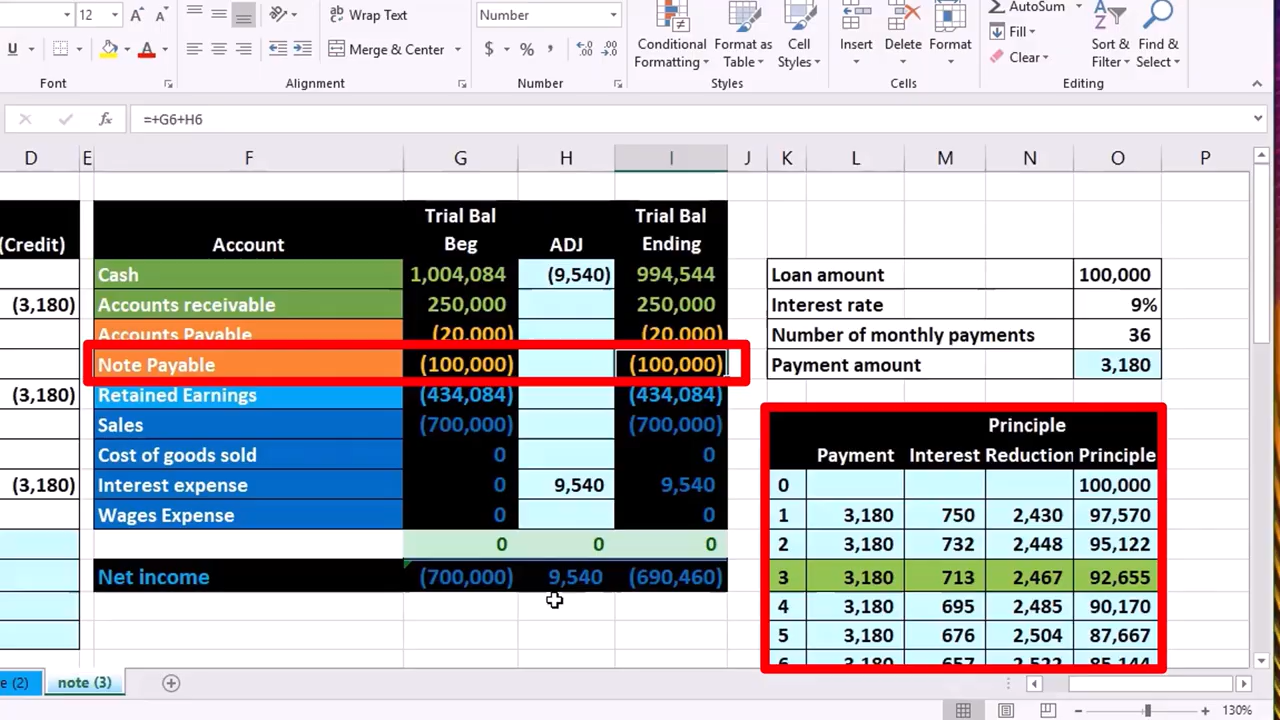 12 A A Wrap Text Number AutoSum
U A Merge & Center $ % , Conditional Formatting Format as Table Cell Styles Insert Delete Format Fill Clear Sort & Filter Find & Select
Font Alignment Number Styles Cells Editing
fx =+G6+H6
D E F G H I J K L M N O P
Trial Bal Trial Bal
(Credit) Account Beg ADJ Ending
Cash 1,004,084 (9,540) 994,544 Loan amount 100,000
(3,180) Accounts receivable 250,000 250,000 Interest rate 9%
Accounts Payable (20,000) (20,000) Number of monthly payments 36
Note Payable (100,000) (100,000) Payment amount 3,180
(3,180) Retained Earnings (434,084) (434,084)
Sales (700,000) (700,000) Principle
Cost of goods sold 0 0 Payment Interest Reduction Principle
(3,180) Interest expense 0 9,540 9,540 0 100,000
Wages Expense 0 0 1 3,180 750 2,430 97,570
0 0 0 2 3,180 732 2,448 95,122
Net income (700,000) 9,540 (690,460) 3 3,180 713 2,467 92,655
4 3,180 695 2,485 90,170
5 3,180 676 2,504 87,667
6 3,180 657 2,522 85,144
e (2) note (3)
130%